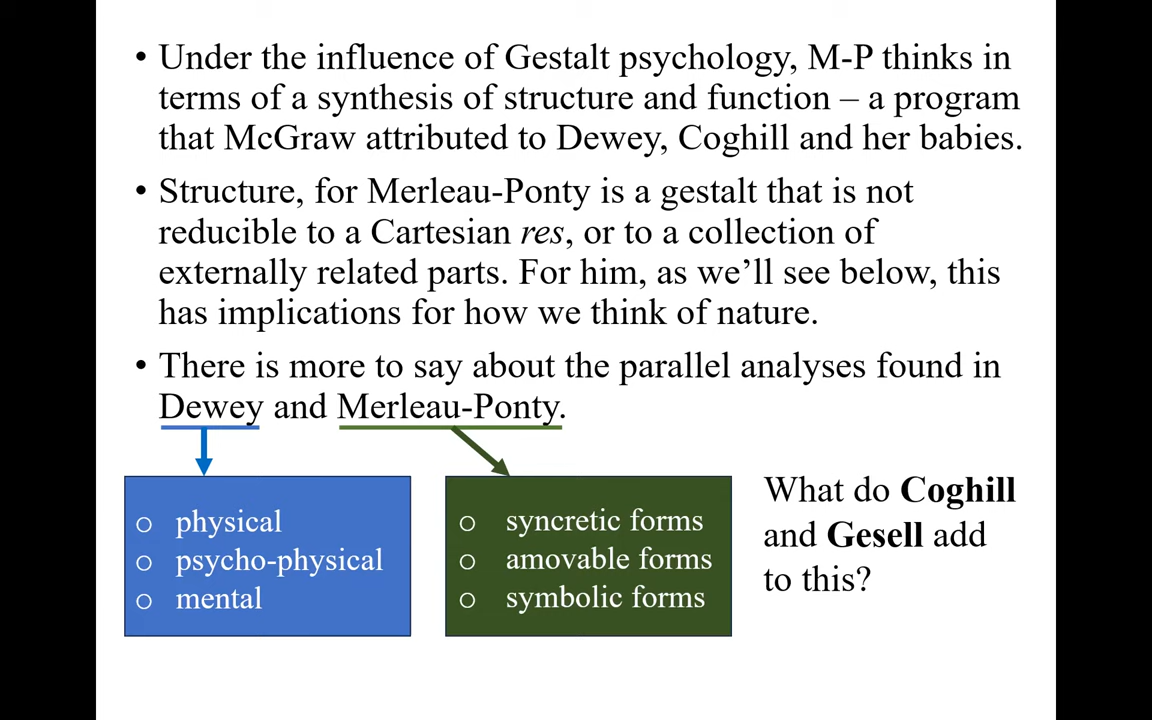 • Under the influence of Gestalt psychology, M-P thinks in
terms of a synthesis of structure and function – a program
that McGraw attributed to Dewey, Coghill and her babies.
• Structure, for Merleau-Ponty is a gestalt that is not
reducible to a Cartesian res, or to a collection of
externally related parts. For him, as we’ll see below, this
has implications for how we think of nature.
• There is more to say about the parallel analyses found in
Dewey and Merleau-Ponty.
o physical
o psycho-physical
o mental
o syncretic forms
o amovable forms
o symbolic forms
What do Coghill
and Gesell add
to this?